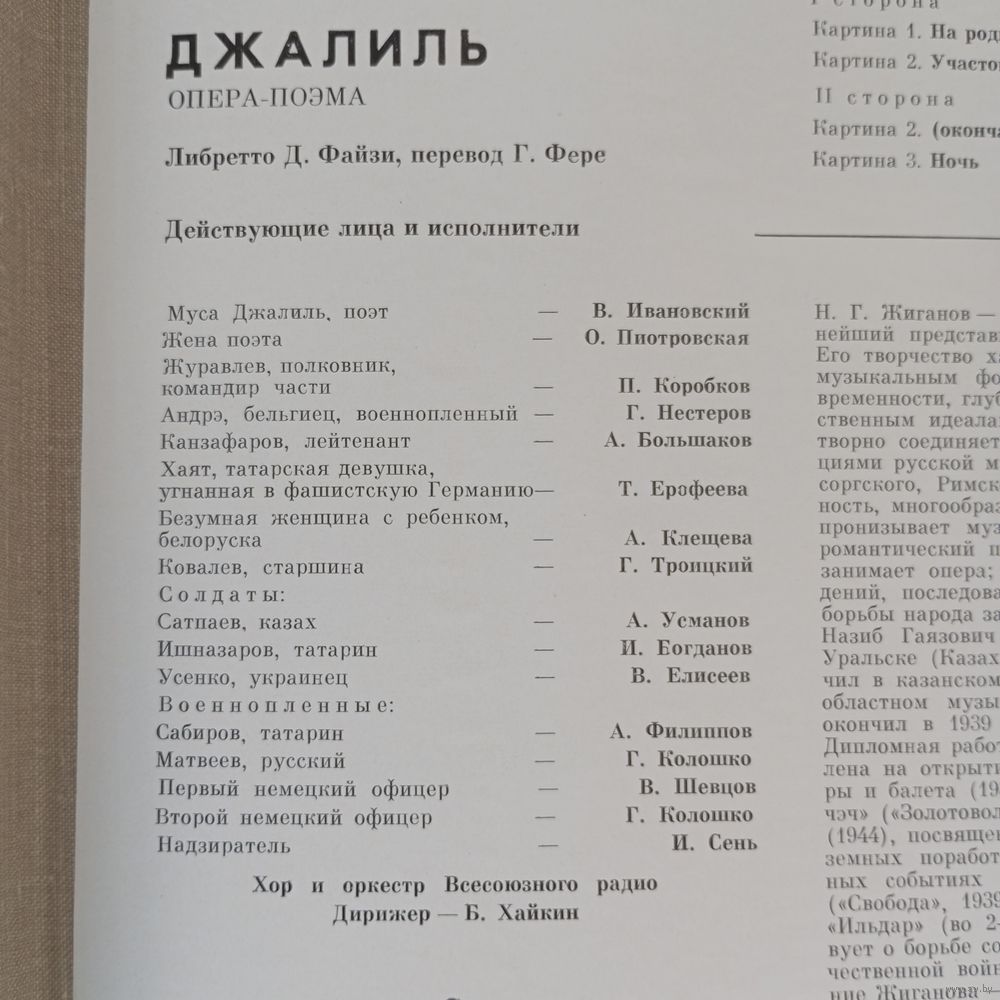 ДЖАЛИЛЬ
ОПЕРА-ПОЭМА
Либретто Д. Файзи, перевод Г. Фере
Действующие лица и исполнители
Муса Джалиль, поэт — В. Ивановский
Жена поэта — О. Пиотровская
Журавлев, полковник,
командир части — П. Коробков
Андрэ, бельгиец, военнопленный — Г. Нестеров
Канзафаров, лейтенант — А. Большаков
Хаят, татарская девушка,
угнанная в фашистскую Германию — Т. Ерофеева
Безумная женщина с ребенком,
белоруска — А. Клещева
Ковалев, старшина — Г. Троицкий
Солдаты:
Сатпаев, казах — А. Усманов
Ишназаров, татарин — И. Богданов
Усенко, украинец — В. Елисеев
Военнопленные:
Сабиров, татарин — А. Филиппов
Матвеев, русский — Г. Колошко
Первый немецкий офицер — В. Шевцов
Второй немецкий офицер — Г. Колошко
Надзиратель — И. Сень
Хор и оркестр Всесоюзного радио
Дирижер — Б. Хайкин
I сторона
Картина 1. На род
Картина 2. Участо
II сторона
Картина 2. (оконча
Картина 3. Ночь
Н. Г. Жиганов —
нейший представ
Его творчество ха
музыкальным фо
временности, глуб
ственным идеала
творно соединяет
циями русской м
соргского, Римск
ность, многообраз
пронизывает муз
романтический п
занимает опера;
дений, последова
борьбы народа за
Назиб Гаязович
Уральске (Казах
чил в казанском
областном музы
окончил в 1939
Дипломная работ
лена на открыти
ры и балета (19
чэч» («Золотовол
(1944), посвящен
земных поработ
ных событиях
(«Свобода», 1939
«Ильдар» (во 2-
вует о борьбе со
чественной войн
ние Жиганова —